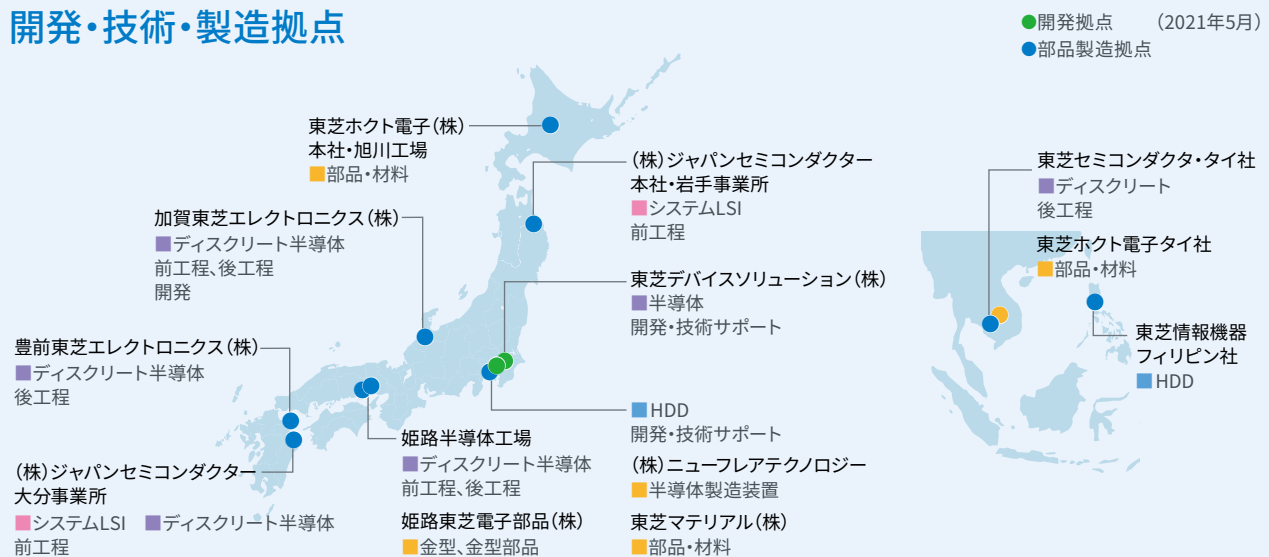 開発・技術・製造拠点
●開発拠点 （2021年5月）
●部品製造拠点
東芝ホクト電子（株）
本社・旭川工場
■部品・材料
加賀東芝エレクトロニクス（株）
■ディスクリート半導体
前工程、後工程
開発
豊前東芝エレクトロニクス（株）
■ディスクリート半導体
後工程
（株）ジャパンセミコンダクター
大分事業所
■システムLSI ■ディスクリート半導体
前工程
姫路半導体工場
■ディスクリート半導体
前工程、後工程
姫路東芝電子部品（株）
■金型、金型部品
（株）ジャパンセミコンダクター
本社・岩手事業所
■システムLSI
前工程
東芝デバイスソリューション（株）
■半導体
開発・技術サポート
■HDD
開発・技術サポート
（株）ニューフレアテクノロジー
■半導体製造装置
東芝マテリアル（株）
■部品・材料
東芝セミコンダクタ・タイ社
■ディスクリート
後工程
東芝ホクト電子タイ社
■部品・材料
東芝情報機器
フィリピン社
■HDD